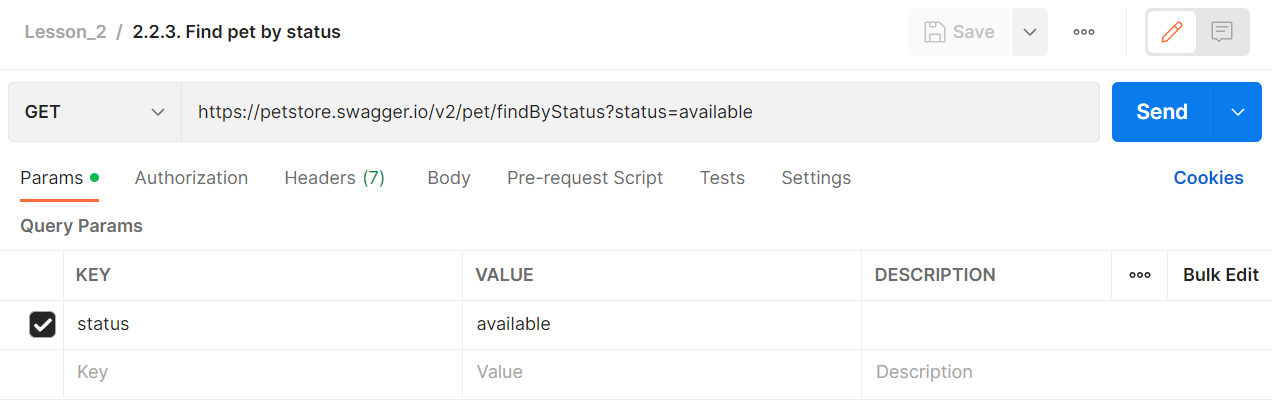 Lesson_2 / 2.2.3. Find pet by status
Save
GET
https://petstore.swagger.io/v2/pet/findByStatus?status=available
Send
Params Authorization Headers (7) Body Pre-request Script Tests Settings Cookies
Query Params
KEY VALUE DESCRIPTION Bulk Edit
status available
Key Value Description